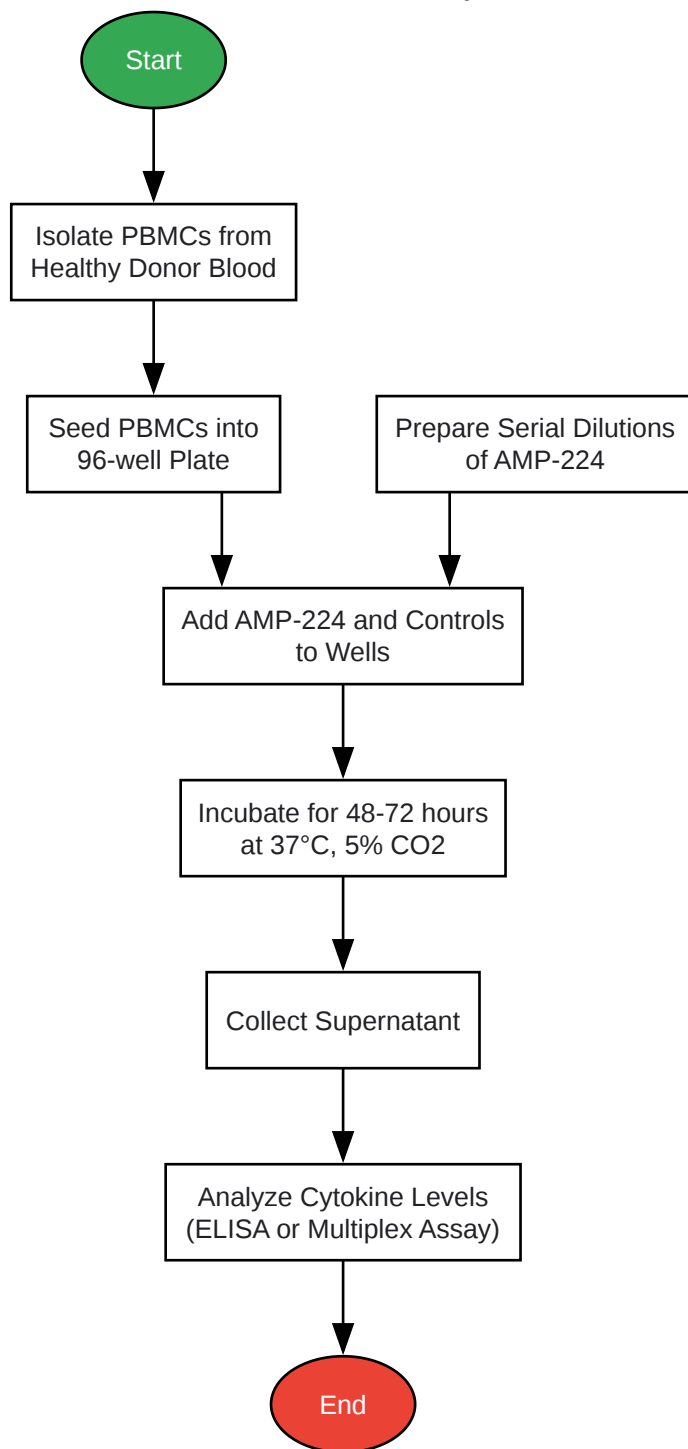 Start
Isolate PBMCs from
Healthy Donor Blood
Seed PBMCs into
96-well Plate
Prepare Serial Dilutions
of AMP-224
Add AMP-224 and Controls
to Wells
Incubate for 48-72 hours
at 37°C, 5% CO2
Collect Supernatant
Analyze Cytokine Levels
(ELISA or Multiplex Assay)
End